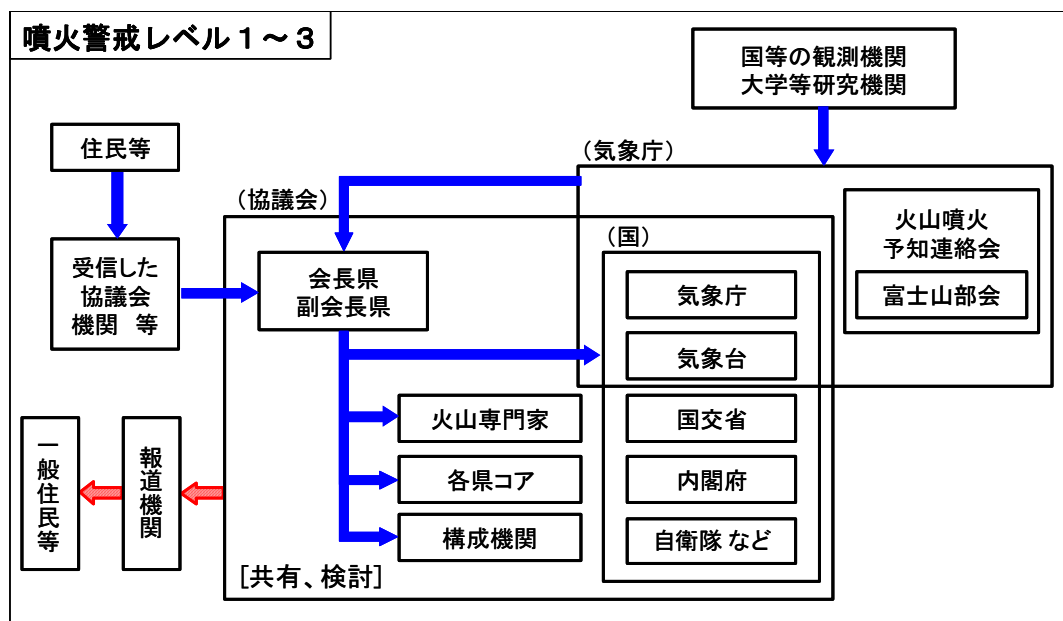 噴火警戒レベル１～３
国等の観測機関
大学等研究機関
住民等
（気象庁）
（協議会）
火山噴火
予知連絡会
富士山部会
（国）
受信した
協議会
機関　等
会長県
副会長県
気象庁
気象台
火山専門家
国交省
一般住民等
報道機関
各県コア
内閣府
構成機関
自衛隊 など
[共有、検討]